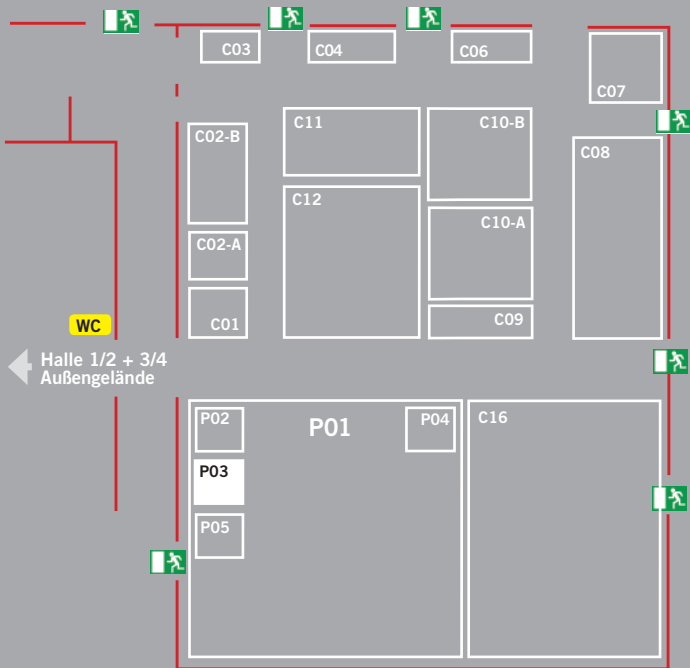 C03
C04
C06
C07
C02-B
C11
C10-B
C08
C12
C02-A
C10-A
C01
C09
WC
Halle 1/2 + 3/4
Außengelände
P02
P01
P04
C16
P03
P05